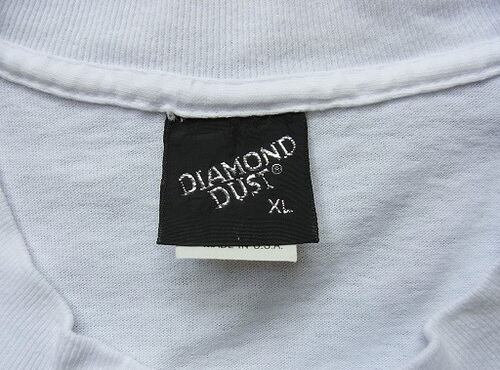 DIAMOND
DUST®
XL
MADE IN U.S.A.